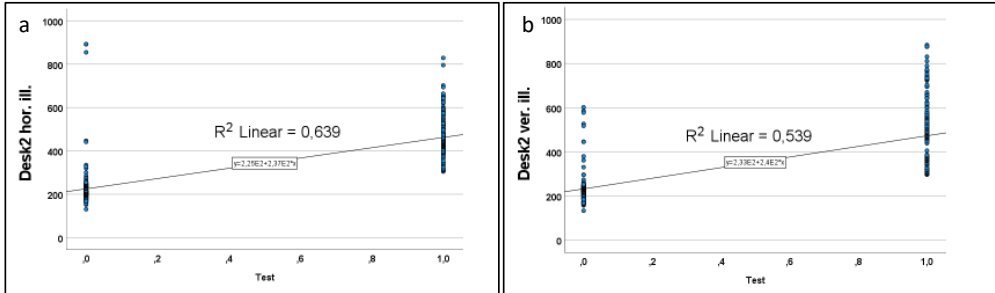 a
1000
800
600
400
200
0
Desk2 hor. ill.
R² Linear = 0,639
y=2,25E2+2,37E2*x
,0 ,2 ,4 ,6 ,8 1,0
Test
b
1000
800
600
400
200
0
Desk2 ver. ill.
R² Linear = 0,539
y=2,33E2+2,4E2*x
,0 ,2 ,4 ,6 ,8 1,0
Test